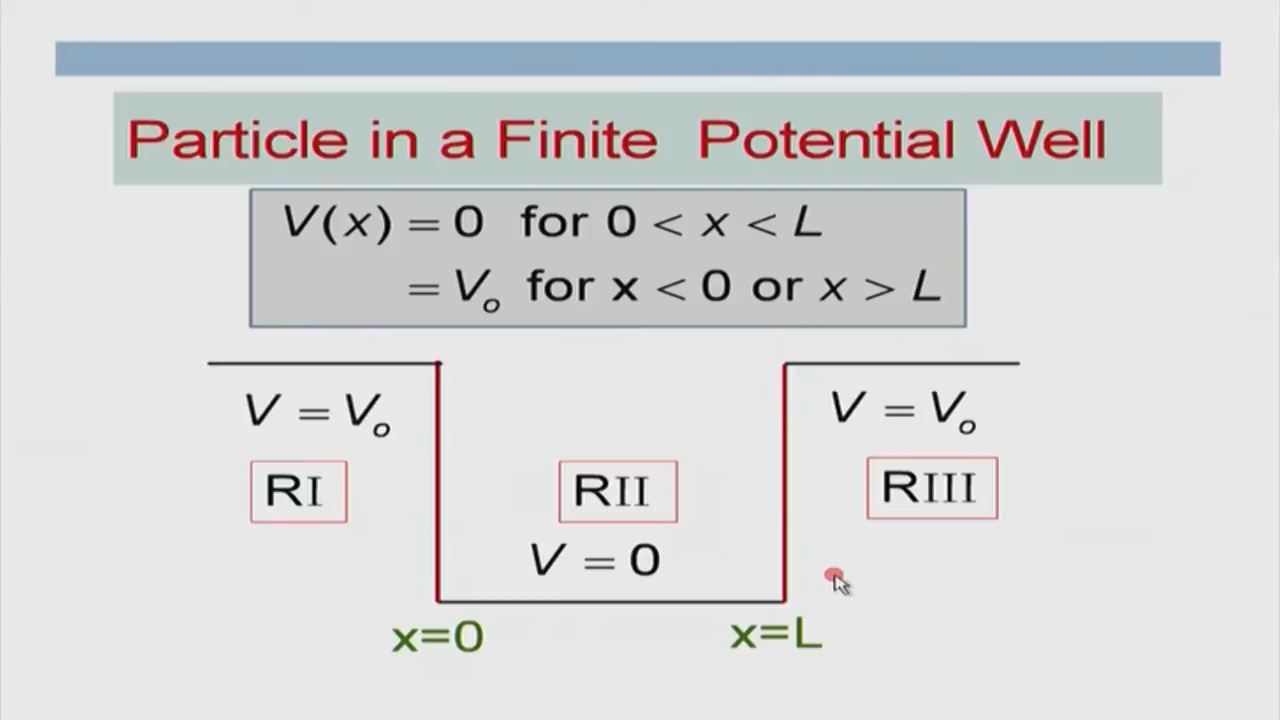 Particle in a Finite Potential Well
V(x) = 0 for 0 < x < L
= Vₒ for x < 0 or x > L
V = Vₒ
V = Vₒ
RI
RII
RIII
V = 0
x=0
x=L